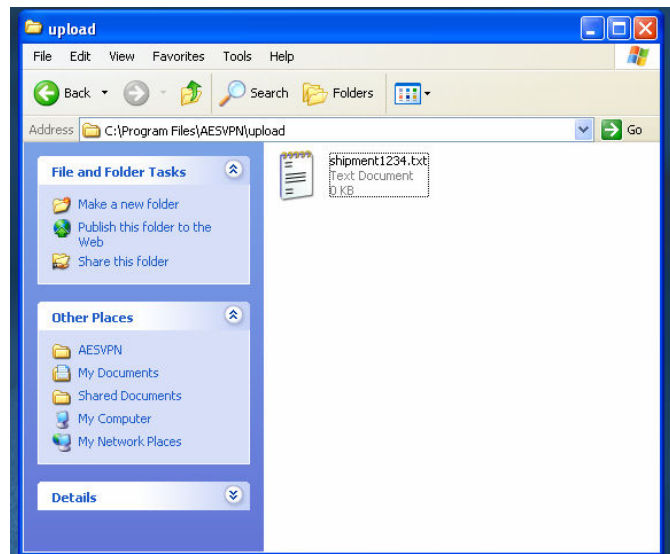 upload
File Edit View Favorites Tools Help
Back Search Folders
Address C:\Program Files\AESVPN\upload Go
File and Folder Tasks
Make a new folder
Publish this folder to the
Web
Share this folder
Other Places
AESVPN
My Documents
Shared Documents
My Computer
My Network Places
Details
shipment1234.txt
Text Document
0 KB